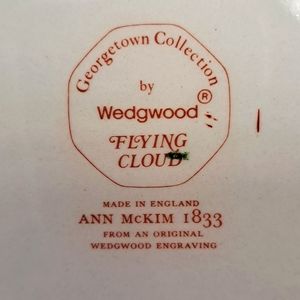 Georgetown Collection
by
Wedgwood ®
FLYING
CLOUD
MADE IN ENGLAND
ANN McKIM 1833
FROM AN ORIGINAL
WEDGWOOD ENGRAVING